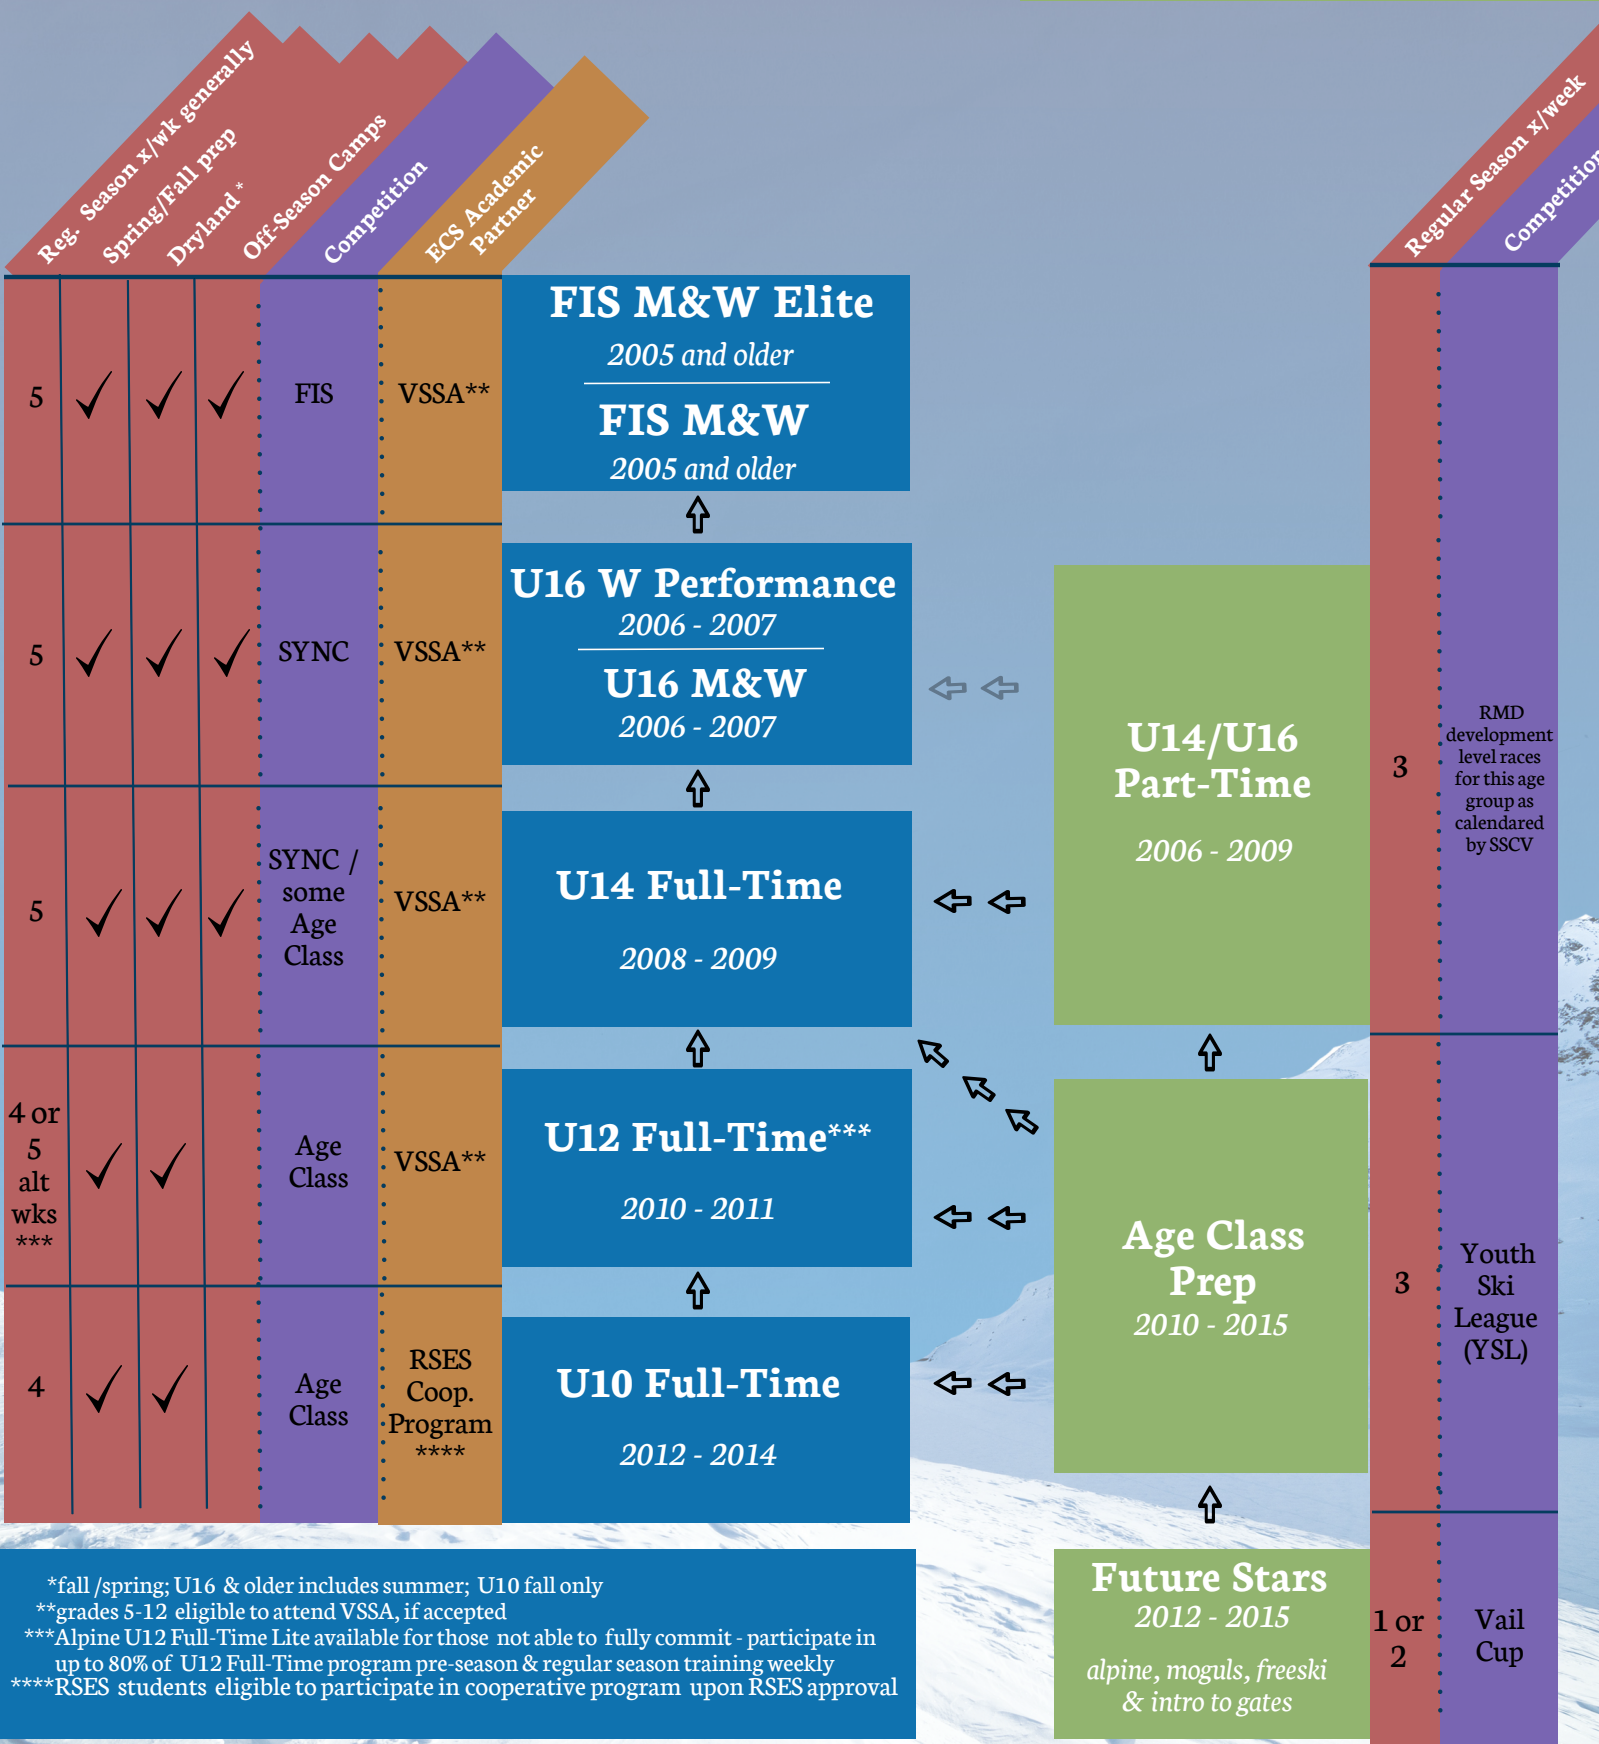 Reg. Season x/wk generally
Spring/Fall prep
Dryland *
Off-Season Camps
Competition
ECS Academic
Partner
5
FIS
VSSA**
FIS M&W Elite
2005 and older
FIS M&W
2005 and older
5
SYNC
VSSA**
U16 W Performance
2006 - 2007
U16 M&W
2006 - 2007
5
SYNC /
some
Age
Class
VSSA**
U14 Full-Time
2008 - 2009
4 or
5
alt
wks
***
Age
Class
VSSA**
U12 Full-Time***
2010 - 2011
4
Age
Class
RSES
Coop.
Program
****
U10 Full-Time
2012 - 2014
*fall /spring; U16 & older includes summer; U10 fall only
**grades 5-12 eligible to attend VSSA, if accepted
***Alpine U12 Full-Time Lite available for those not able to fully commit - participate in
up to 80% of U12 Full-Time program pre-season & regular season training weekly
****RSES students eligible to participate in cooperative program upon RSES approval
Regular Season x/week
Competition
U14/U16
Part-Time
2006 - 2009
3
RMD
development
level races
for this age
group as
calendared
by SSCV
Age Class
Prep
2010 - 2015
3
Youth
Ski
League
(YSL)
Future Stars
2012 - 2015
alpine, moguls, freeski
& intro to gates
1 or
2
Vail
Cup